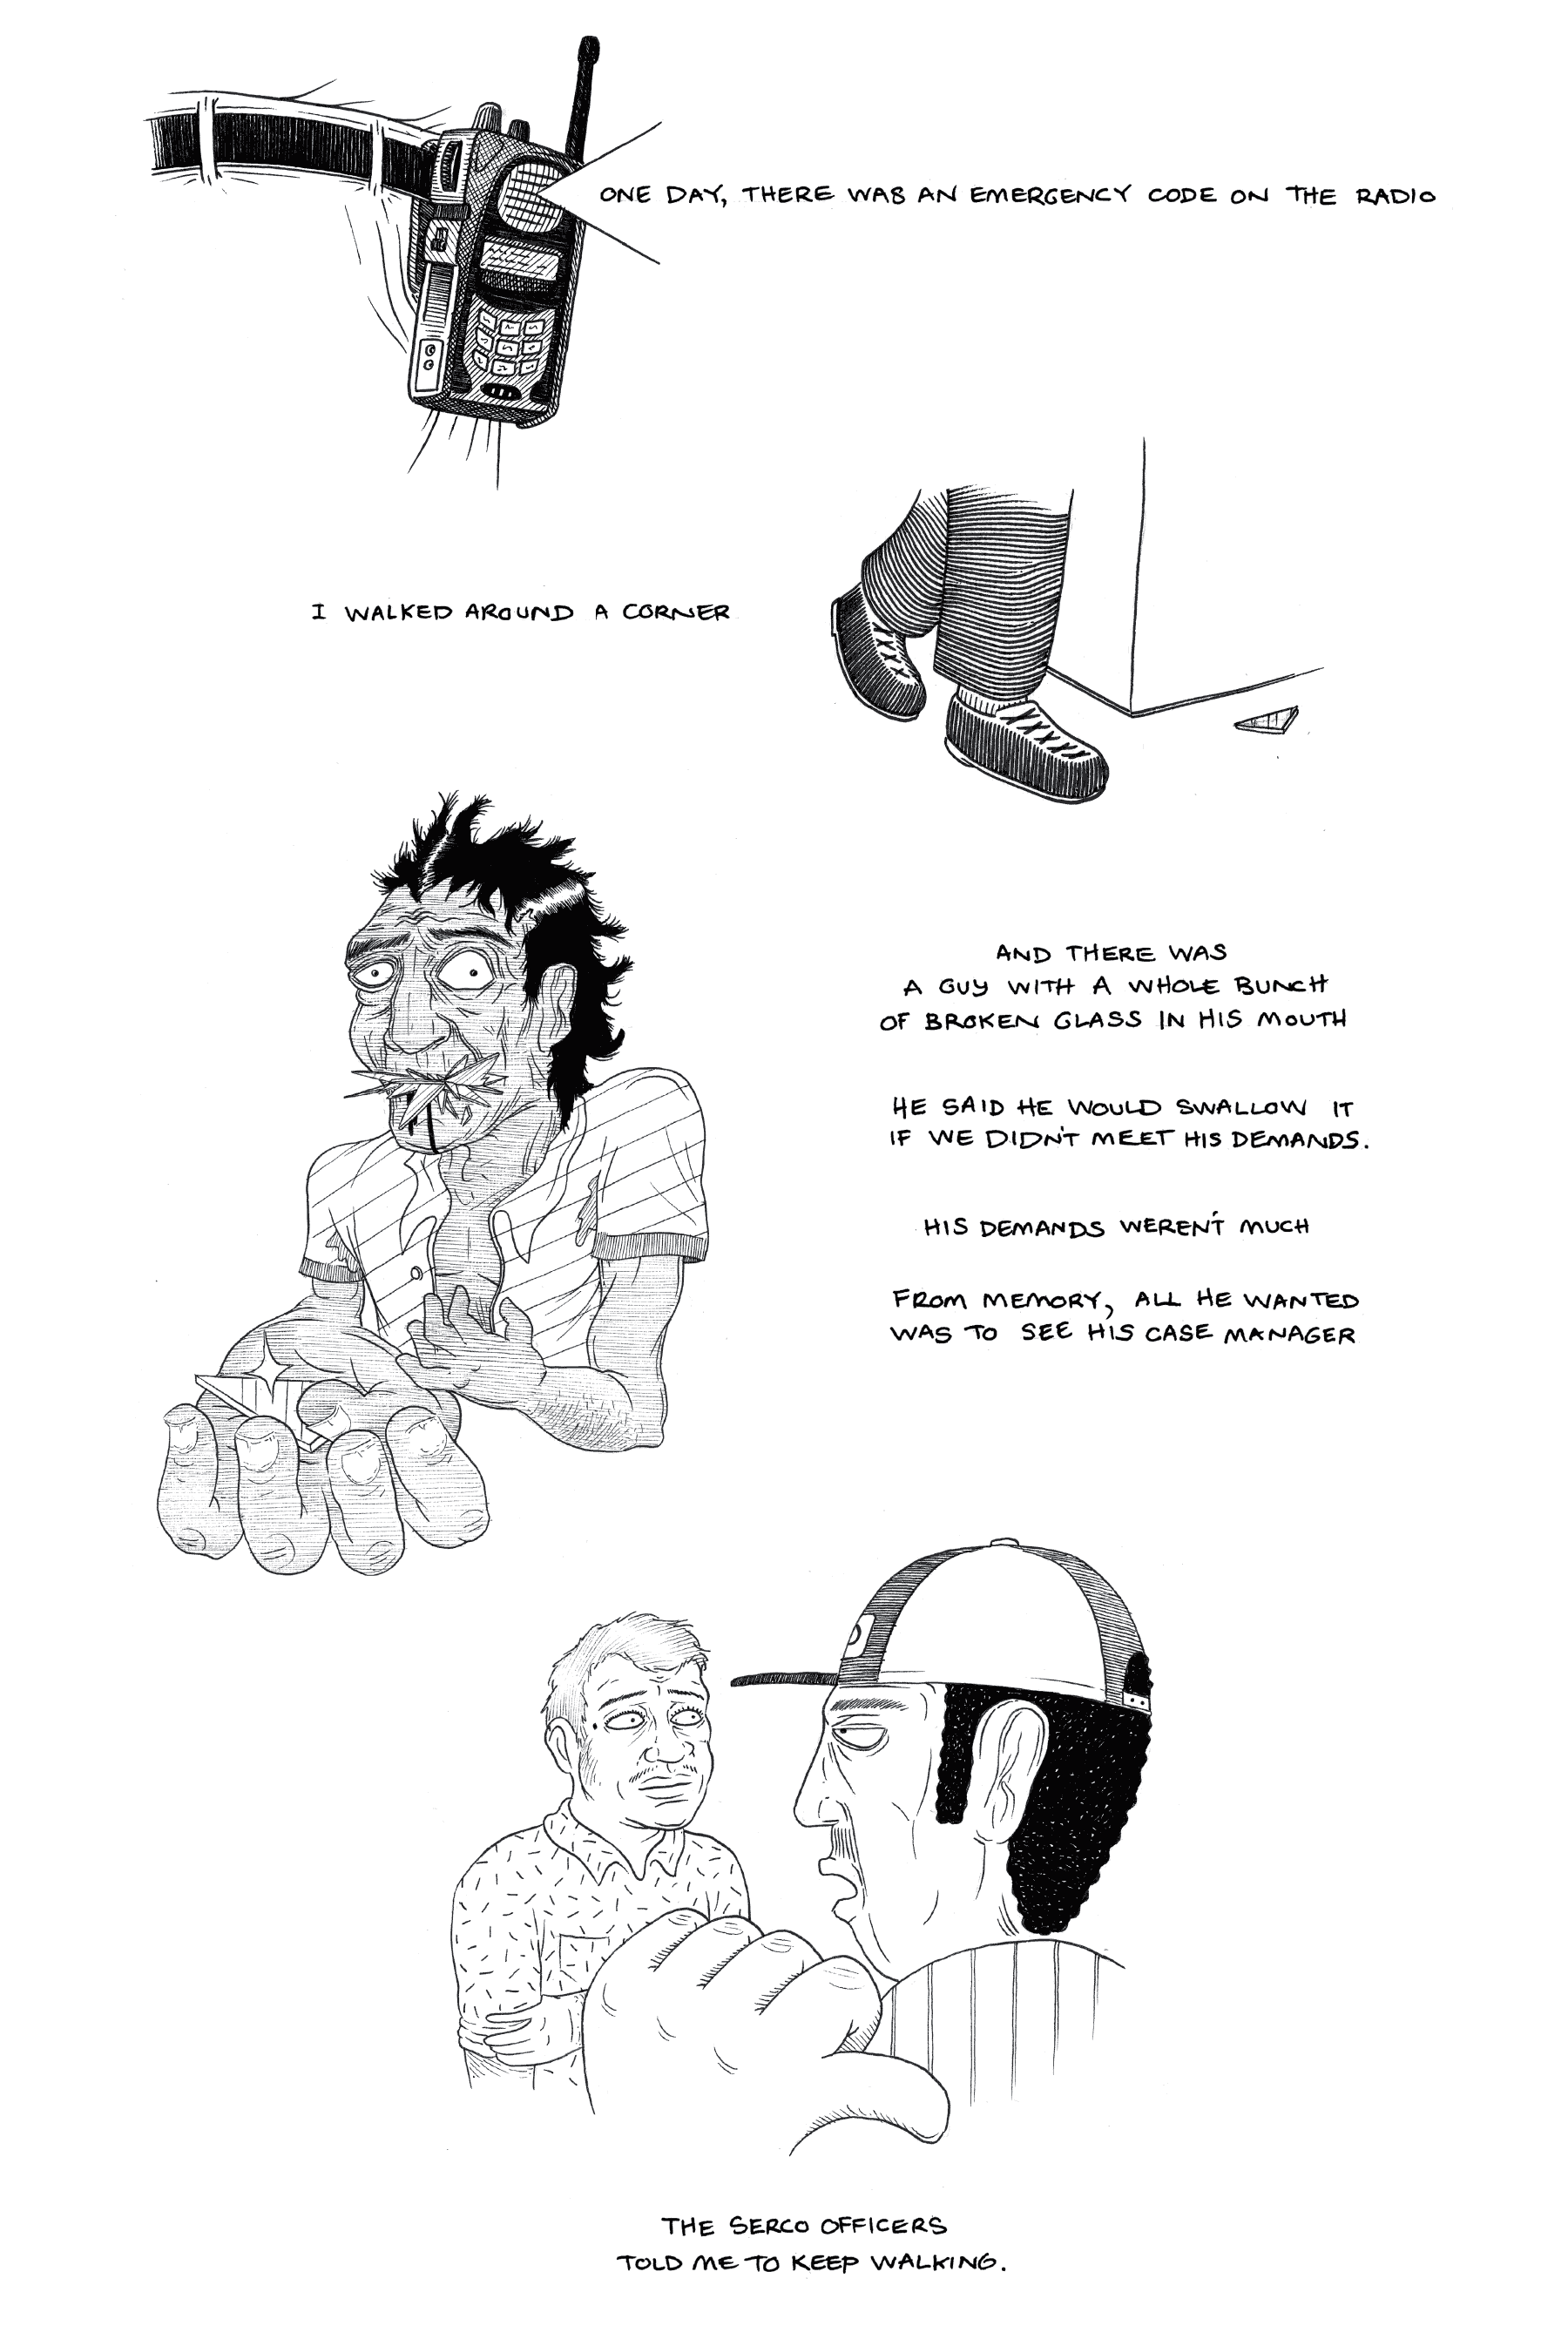 ONE DAY, THERE WAS AN EMERGENCY CODE ON THE RADIO
I WALKED AROUND A CORNER
AND THERE WAS
A GUY WITH A WHOLE BUNCH
OF BROKEN GLASS IN HIS MOUTH
HE SAID HE WOULD SWALLOW IT
IF WE DIDN'T MEET HIS DEMANDS.
HIS DEMANDS WEREN'T MUCH
FROM MEMORY, ALL HE WANTED
WAS TO SEE HIS CASE MANAGER
THE SERCO OFFICERS
TOLD ME TO KEEP WALKING.